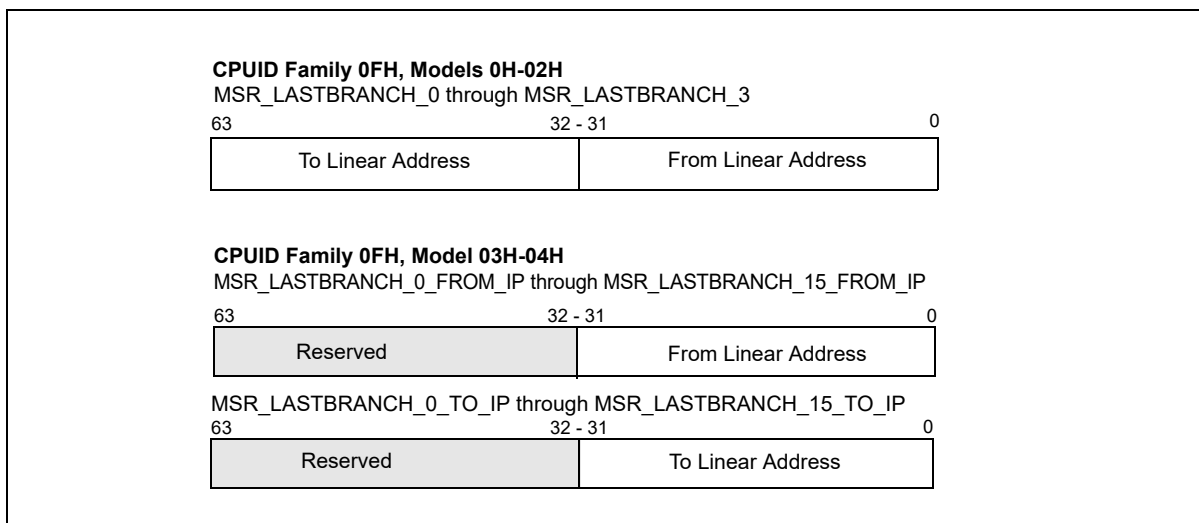 CPUID Family 0FH, Models 0H-02H
MSR_LASTBRANCH_0 through MSR_LASTBRANCH_3
63 32 - 31 0
To Linear Address From Linear Address
CPUID Family 0FH, Model 03H-04H
MSR_LASTBRANCH_0_FROM_IP through MSR_LASTBRANCH_15_FROM_IP
63 32 - 31 0
Reserved From Linear Address
MSR_LASTBRANCH_0_TO_IP through MSR_LASTBRANCH_15_TO_IP
63 32 - 31 0
Reserved To Linear Address